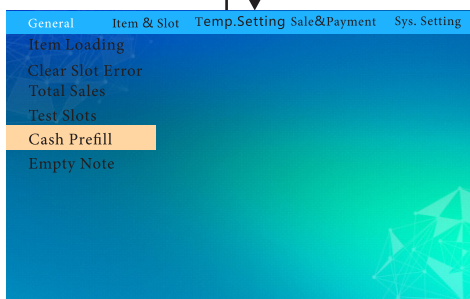 General Item & Slot Temp.Setting Sale&Payment Sys. Setting
Item Loading
Clear Slot Error
Total Sales
Test Slots
Cash Prefill
Empty Note